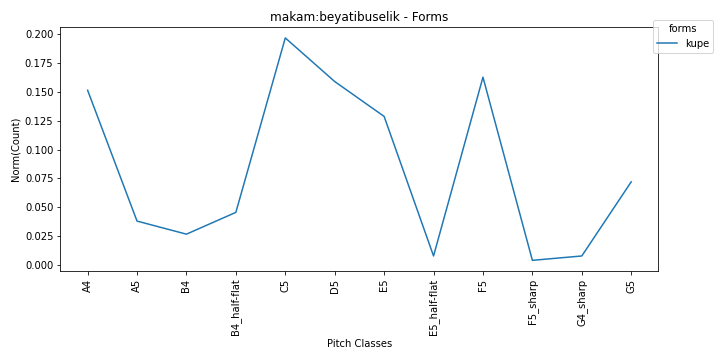 makam:beyatibuselik - Forms
forms
kupe
0.200
0.175
0.150
0.125
0.100
0.075
0.050
0.025
0.000
Norm(Count)
A4
A5
B4
B4_half-flat
C5
D5
E5
E5_half-flat
F5
F5_sharp
G4_sharp
G5
Pitch Classes